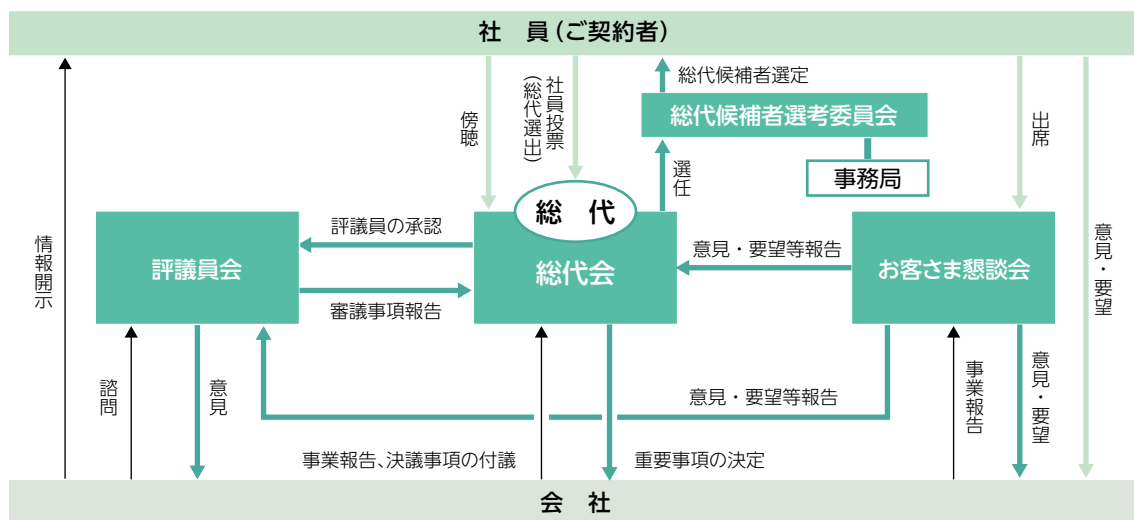 社　員（ご契約者）
総代候補者選定
総代候補者選考委員会
事務局
選任
社員投票
（総代選出）
傍聴
出席
総　代
総代会
評議員の承認
審議事項報告
評議員会
意見・要望等報告
お客さま懇談会
情報開示
意見・要望
諮問
意見
意見・要望等報告
事業報告
意見・要望
事業報告、決議事項の付議
重要事項の決定
会　社